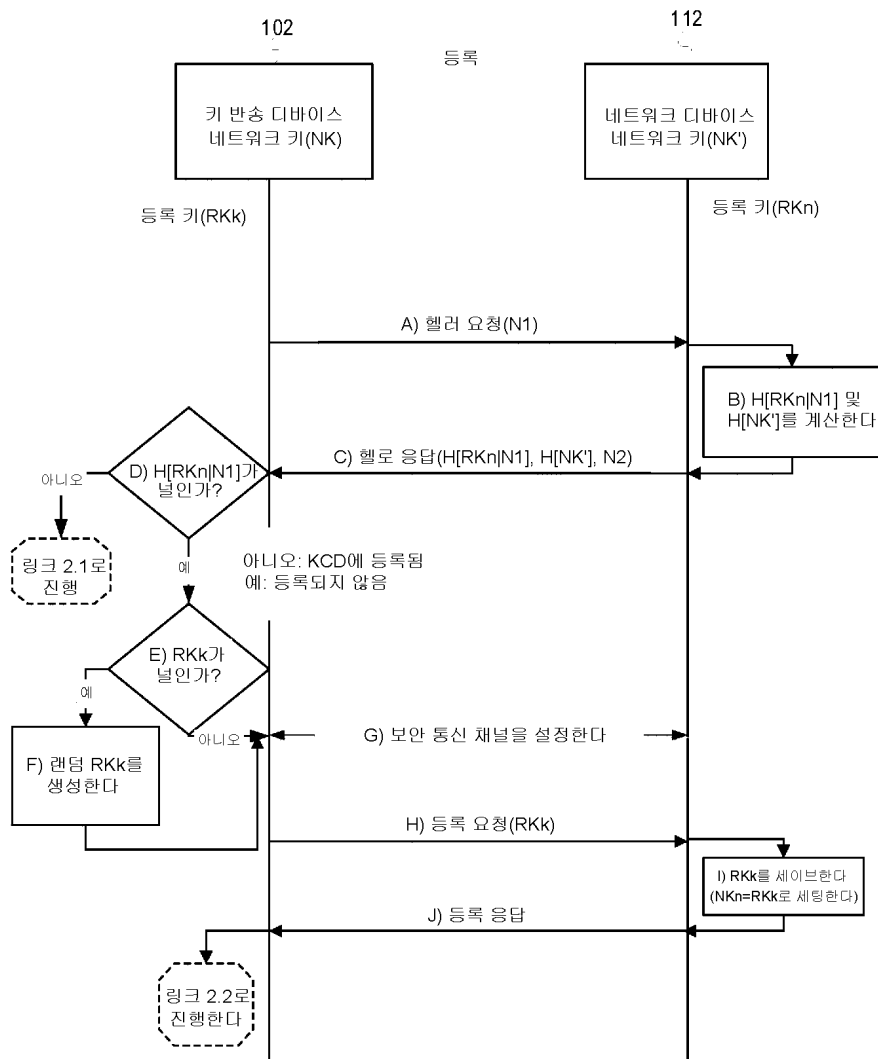 102
112
등록
키 반송 디바이스
네트워크 키(NK)
네트워크 디바이스
네트워크 키(NK')
등록 키(RKk)
등록 키(RKn)
A) 헬러 요청(N1)
B) H[RKn|N1] 및
H[NK']를 계산한다
C) 헬로 응답(H[RKn|N1], H[NK'], N2)
D) H[RKn|N1]가
널인가?
아니오
링크 2.1로
진행
예
아니오: KCD에 등록됨
예: 등록되지 않음
E) RKk가
널인가?
예
아니오
G) 보안 통신 채널을 설정한다
F) 랜덤 RKk를
생성한다
H) 등록 요청(RKk)
I) RKk를 세이브한다
(NKn=RKk로 세팅한다)
J) 등록 응답
링크 2.2로
진행한다